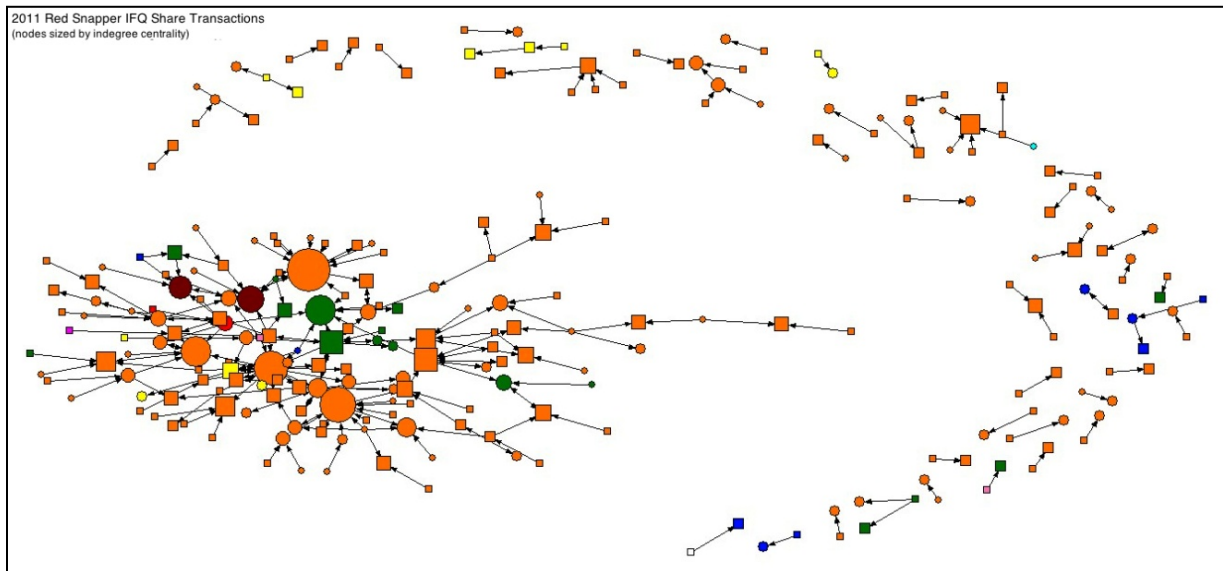 2011 Red Snapper IFQ Share Transactions
(nodes sized by indegree centrality)